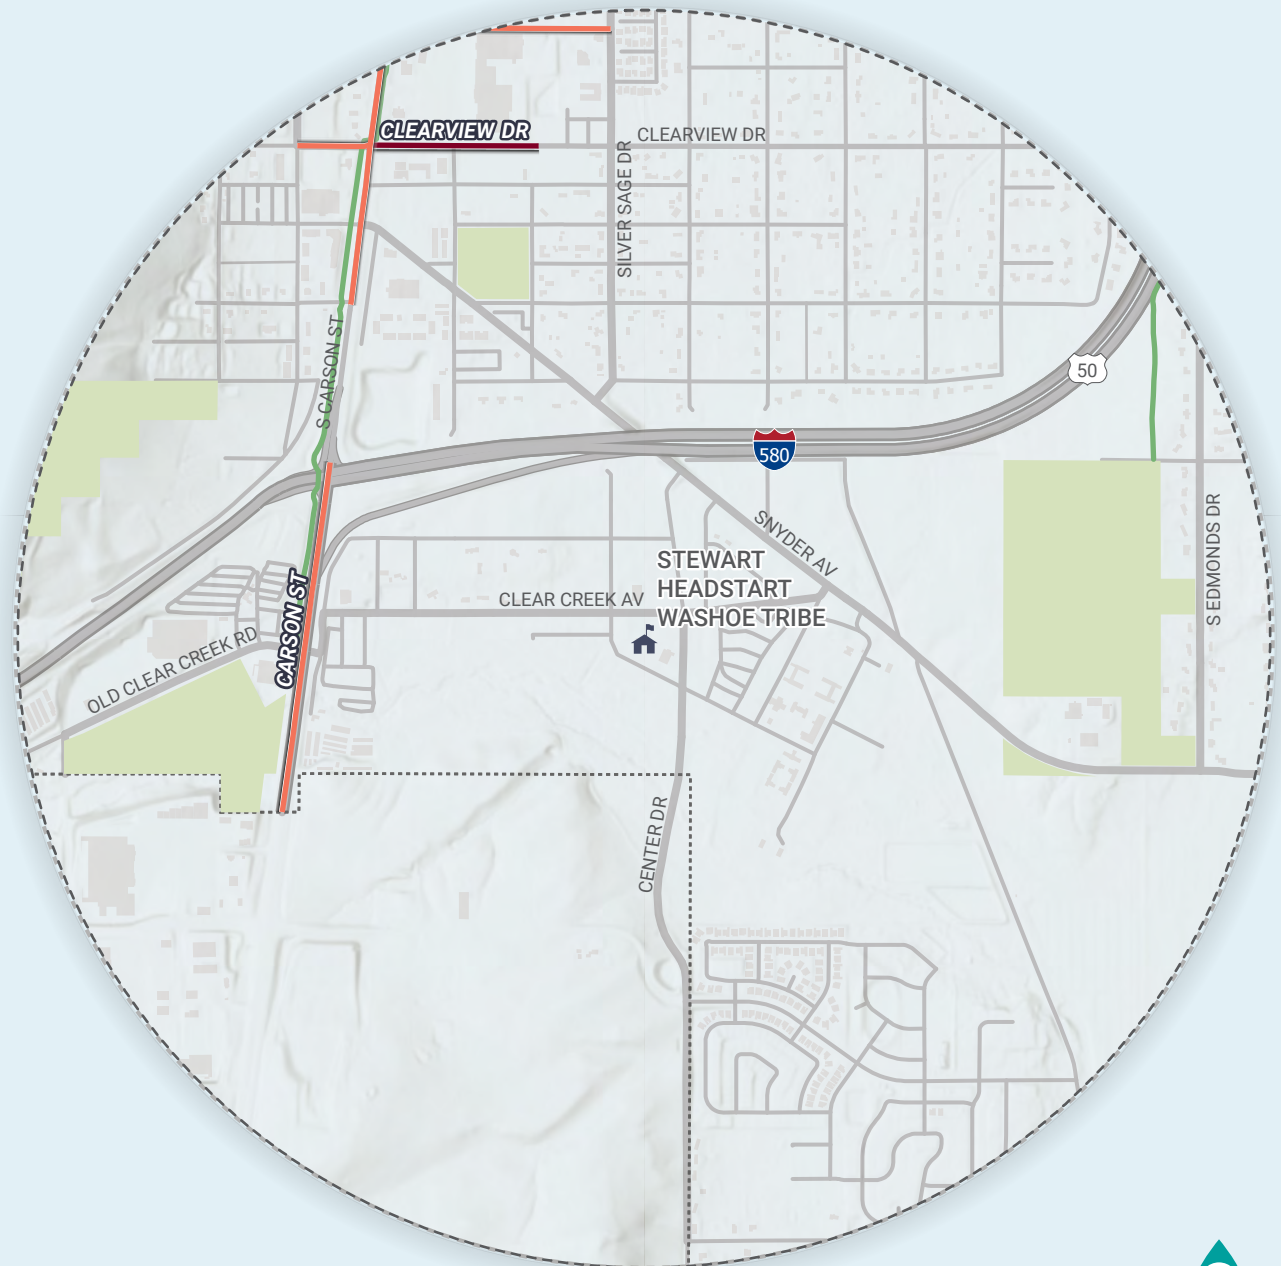 CLEARVIEW DR
CLEARVIEW DR
SILVER SAGE DR
S CARSON ST
50
580
SNYDER AV
S EDMONDS DR
STEWART
HEADSTART
WASHOE TRIBE
CLEAR CREEK AV
CARSON ST
OLD CLEAR CREEK RD
CENTER DR